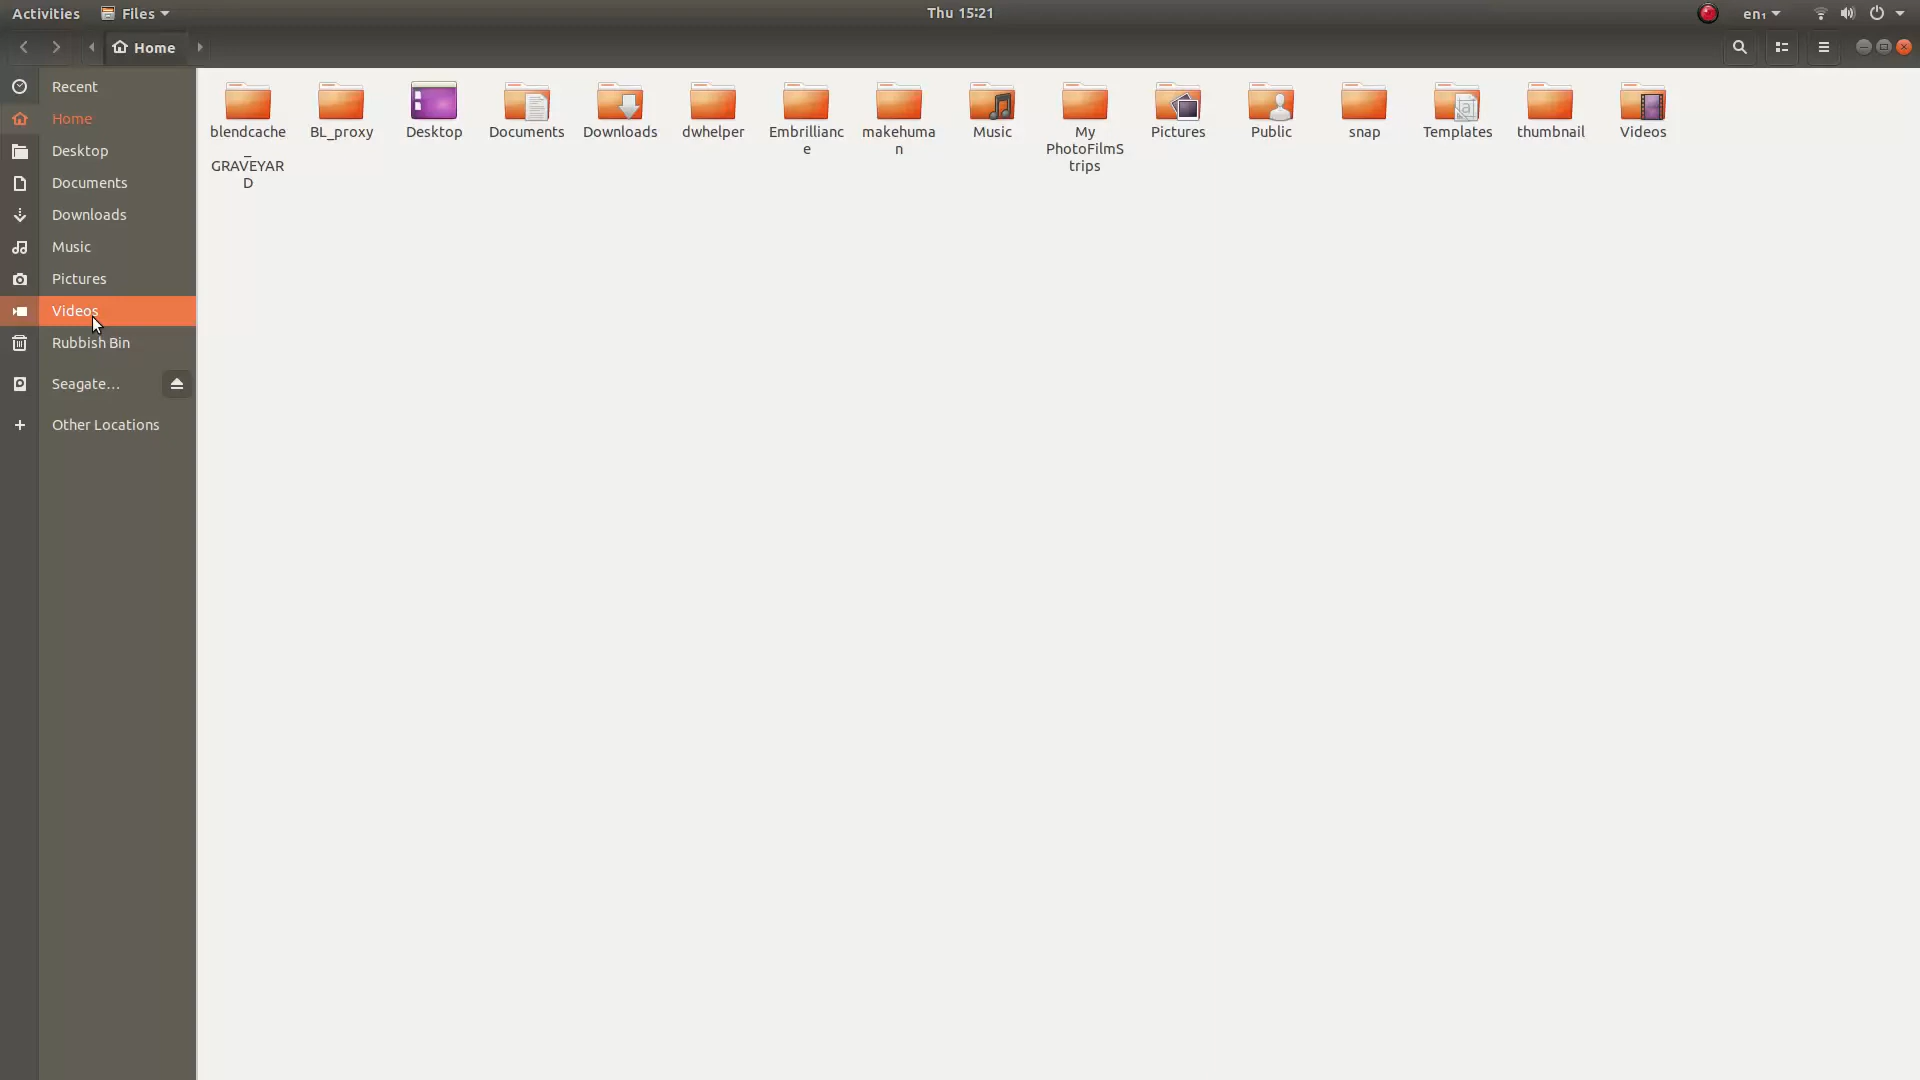 Activities
Files
Thu 15:21
en₁
Home
Recent
Home
Desktop
Documents
Downloads
Music
Pictures
Videos
Rubbish Bin
Seagate…
Other Locations
blendcache
_
GRAVEYAR
D
BL_proxy
Desktop
Documents
Downloads
dwhelper
Embrillianc
e
makehuma
n
Music
My
PhotoFilmS
trips
Pictures
Public
snap
Templates
thumbnail
Videos